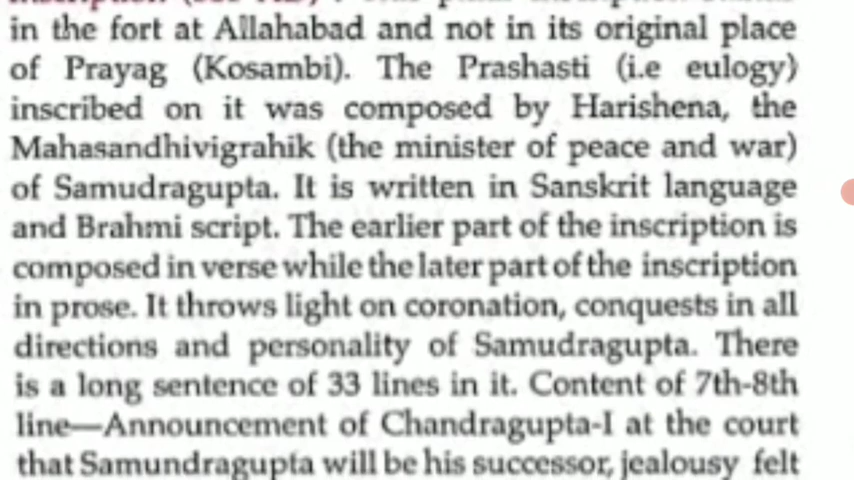 in the fort at Allahabad and not in its original place
of Prayag (Kosambi). The Prashasti (i.e eulogy)
inscribed on it was composed by Harishena, the
Mahasandhivigrahik (the minister of peace and war)
of Samudragupta. It is written in Sanskrit language
and Brahmi script. The earlier part of the inscription is
composed in verse while the later part of the inscription
in prose. It throws light on coronation, conquests in all
directions and personality of Samudragupta. There
is a long sentence of 33 lines in it. Content of 7th-8th
line—Announcement of Chandragupta-I at the court
that Samundragupta will be his successor, jealousy felt